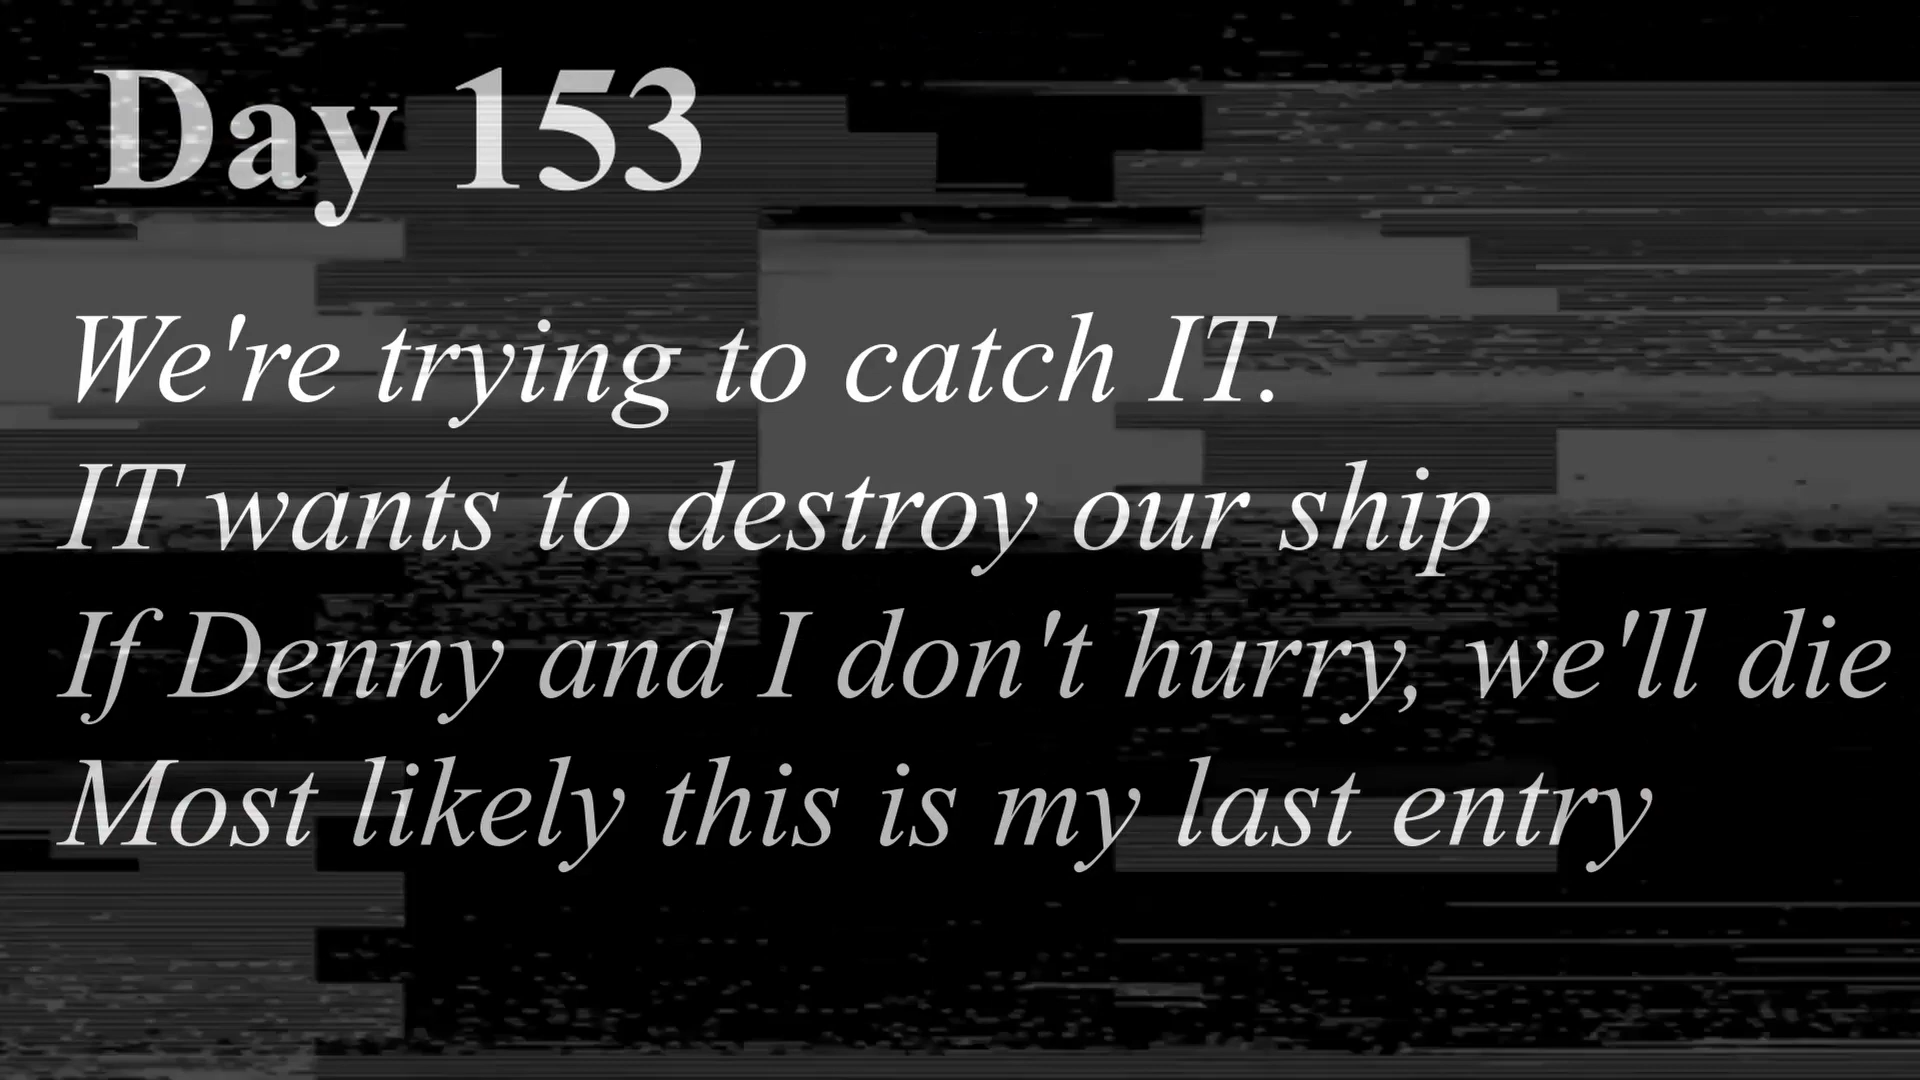 Day 153
We're trying to catch IT.
IT wants to destroy our ship
If Denny and I don't hurry, we'll die
Most likely this is my last entry